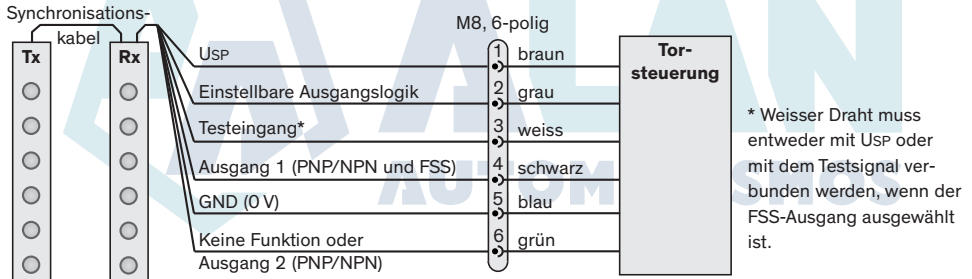 Synchronisations-
kabel
Tx
Rx
M8, 6-polig
Tor-
steuerung
USP
1
braun
Einstellbare Ausgangslogik
2
grau
Testeingang*
3
weiss
Ausgang 1 (PNP/NPN und FSS)
4
schwarz
GND (0 V)
5
blau
Keine Funktion oder
Ausgang 2 (PNP/NPN)
6
grün
* Weisser Draht muss
entweder mit USP oder
mit dem Testsignal ver-
bunden werden, wenn der
FSS-Ausgang ausgewählt
ist.